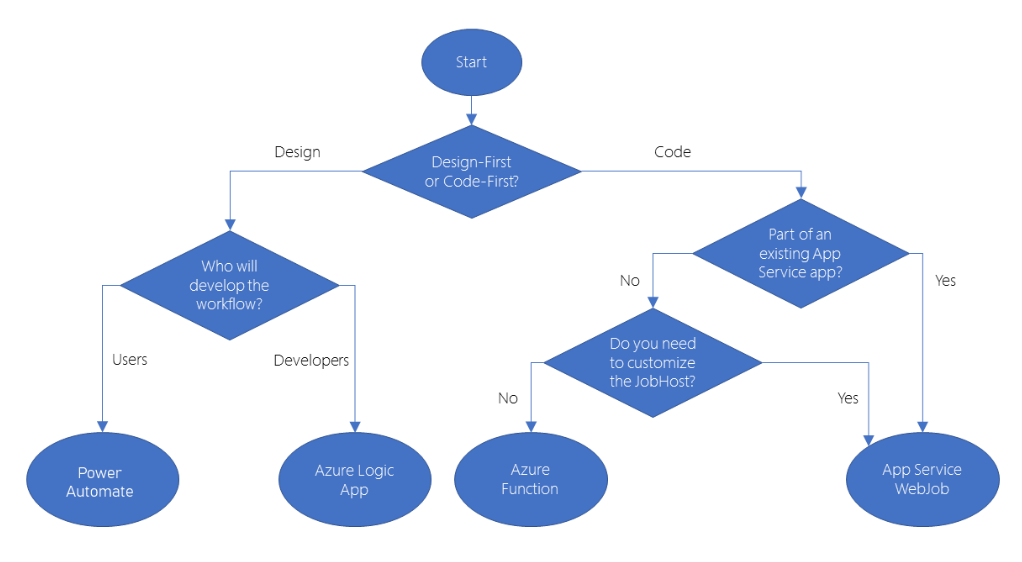 Start
Design
Code
Design-First
or Code-First?
Part of an
existing App
Service app?
Who will
develop the
workflow?
No
Yes
Do you need
to customize
the JobHost?
Users
Developers
No
Yes
Power
Automate
Azure Logic
App
Azure
Function
App Service
WebJob